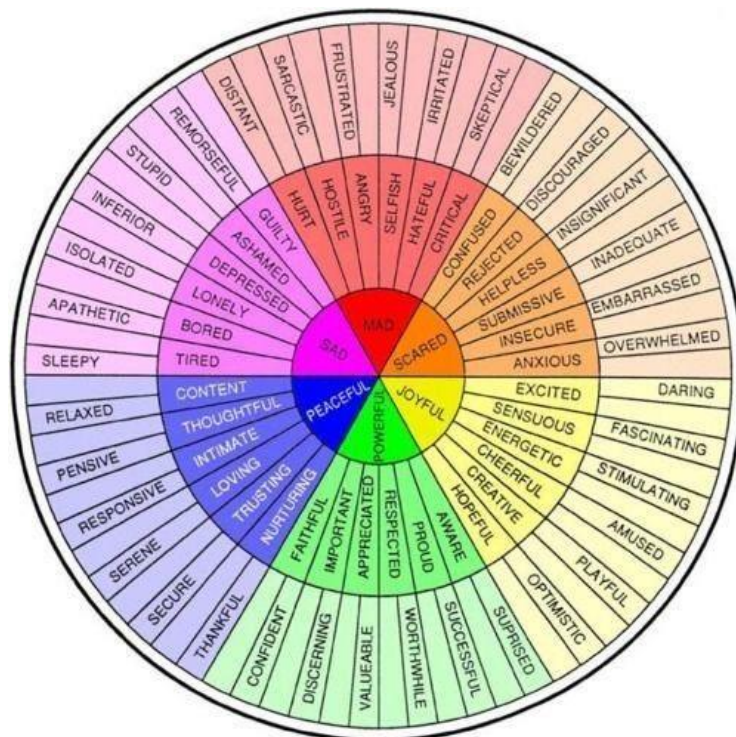 MAD
SCARED
JOYFUL
POWERFUL
PEACEFUL
SAD
HURT
HOSTILE
ANGRY
SELFISH
HATEFUL
CRITICAL
CONFUSED
REJECTED
HELPLESS
SUBMISSIVE
INSECURE
ANXIOUS
EXCITED
SENSUOUS
ENERGETIC
CHEERFUL
CREATIVE
HOPEFUL
AWARE
PROUD
RESPECTED
APPRECIATED
IMPORTANT
FAITHFUL
NURTURING
TRUSTING
LOVING
INTIMATE
THOUGHTFUL
CONTENT
TIRED
BORED
LONELY
DEPRESSED
ASHAMED
GUILTY
DISTANT
SARCASTIC
FRUSTRATED
JEALOUS
IRRITATED
SKEPTICAL
BEWILDERED
DISCOURAGED
INSIGNIFICANT
INADEQUATE
EMBARRASSED
OVERWHELMED
DARING
FASCINATING
STIMULATING
AMUSED
PLAYFUL
OPTIMISTIC
SUPRISED
SUCCESSFUL
WORTHWHILE
VALUEABLE
DISCERNING
CONFIDENT
THANKFUL
SECURE
SERENE
RESPONSIVE
PENSIVE
RELAXED
SLEEPY
APATHETIC
ISOLATED
INFERIOR
STUPID
REMORSEFUL